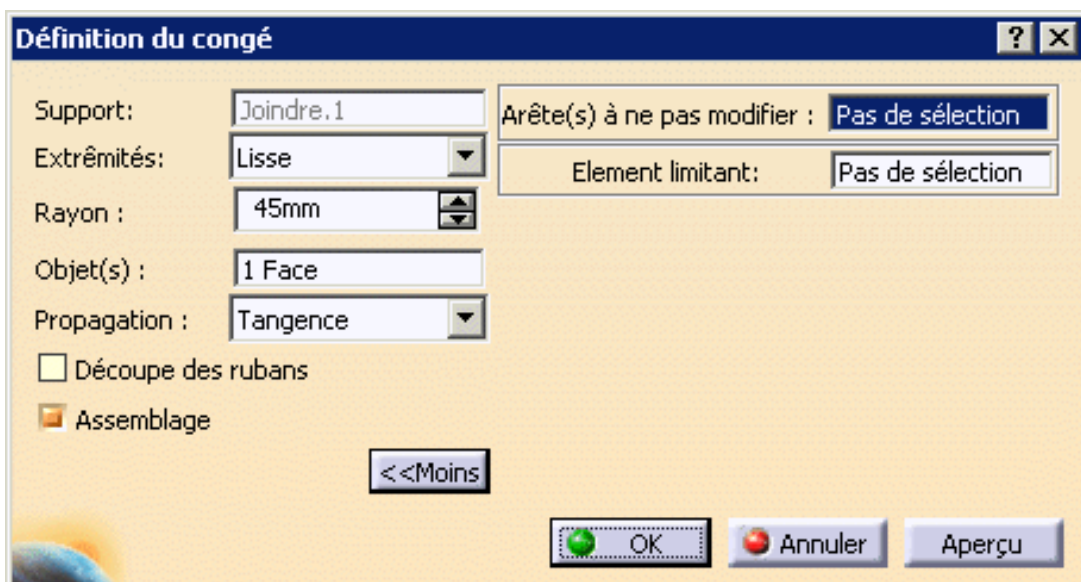 Définition du congé
Support: Joindre.1
Extrêmités: Lisse
Rayon : 45mm
Objet(s) : 1 Face
Propagation : Tangence
Découpe des rubans
Assemblage
<<Moins
Arête(s) à ne pas modifier : Pas de sélection
Element limitant: Pas de sélection
OK Annuler Aperçu